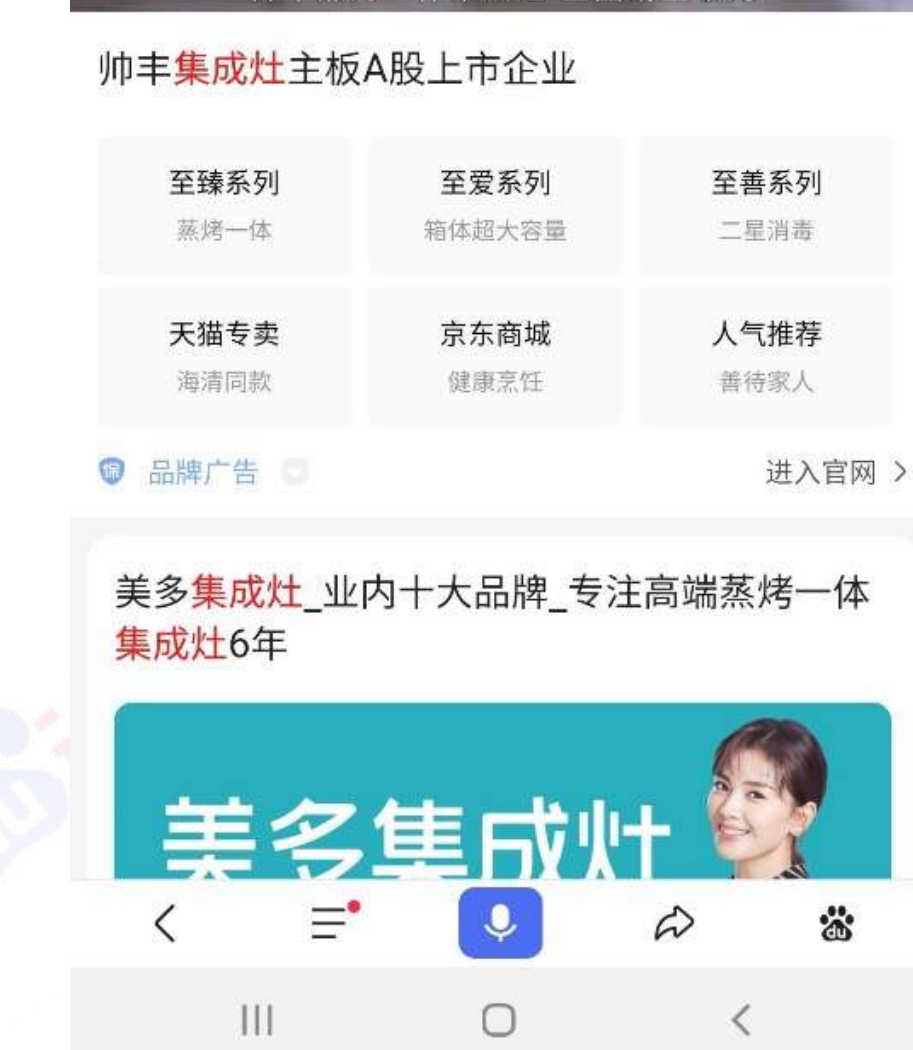 帅丰集成灶主板A股上市企业
至臻系列
至爱系列
至善系列
蒸烤一体
箱体超大容量
二星消毒
天猫专卖
京东商城
人气推荐
海清同款
健康烹饪
善待家人
保
品牌广告
进入官网
美多集成灶_业内十大品牌_专注高端蒸烤一体
集成灶6年
美多集成灶
du